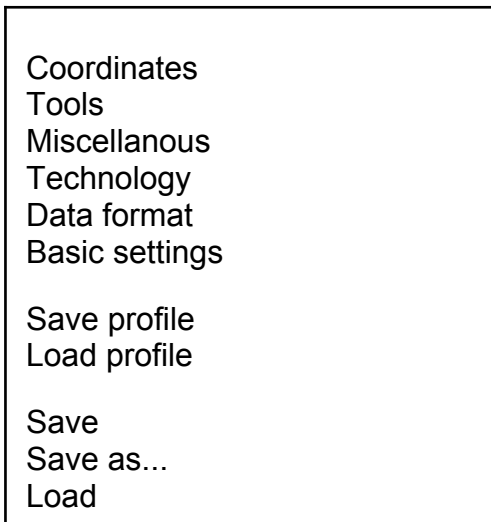 Coordinates
Tools
Miscellanous
Technology
Data format
Basic settings
Save profile
Load profile
Save
Save as...
Load